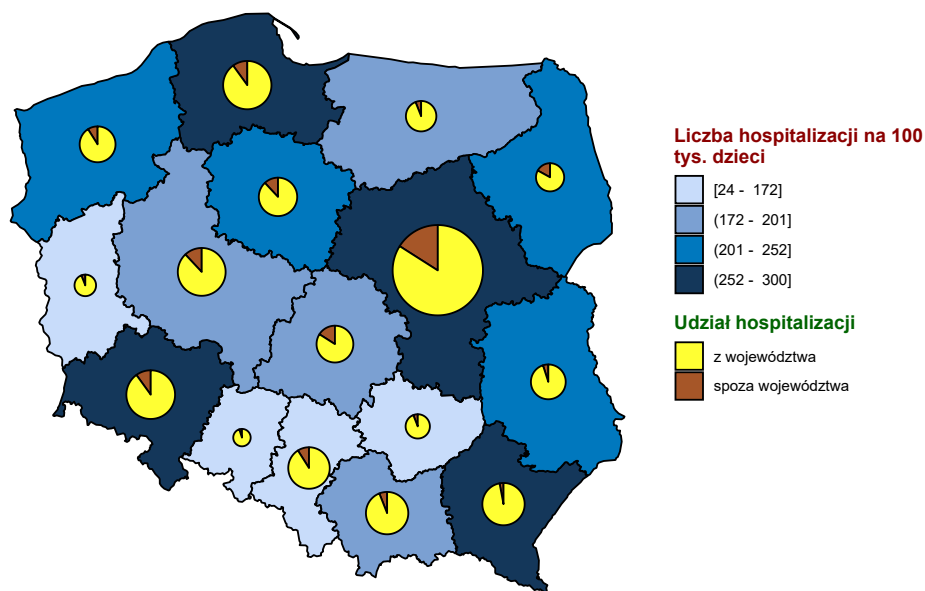 Liczba hospitalizacji na 100
tys. dzieci
[24 - 172]
(172 - 201]
(201 - 252]
(252 - 300]
Udział hospitalizacji
z województwa
spoza województwa